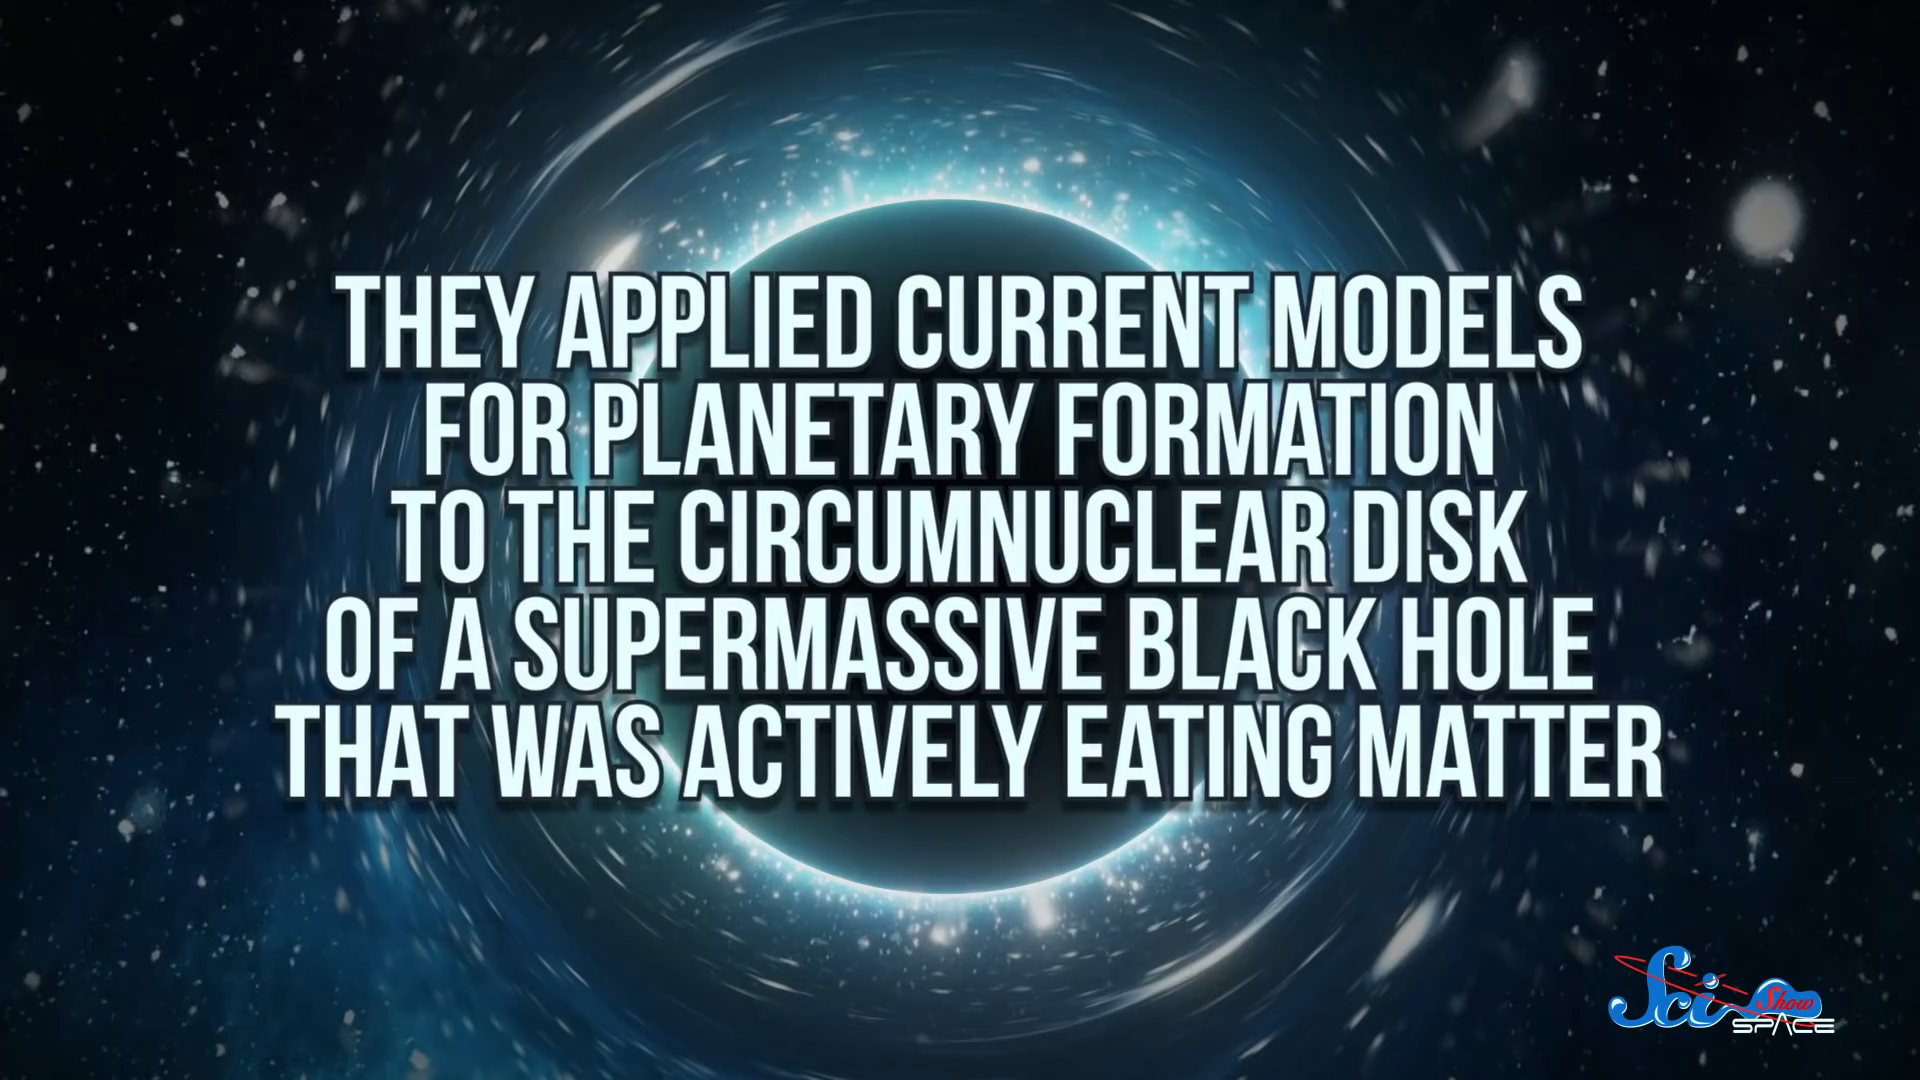 THEY APPLIED CURRENT MODELS
FOR PLANETARY FORMATION
TO THE CIRCUMNUCLEAR DISK
OF A SUPERMASSIVE BLACK HOLE
THAT WAS ACTIVELY EATING MATTER
Sci Show
SPACE